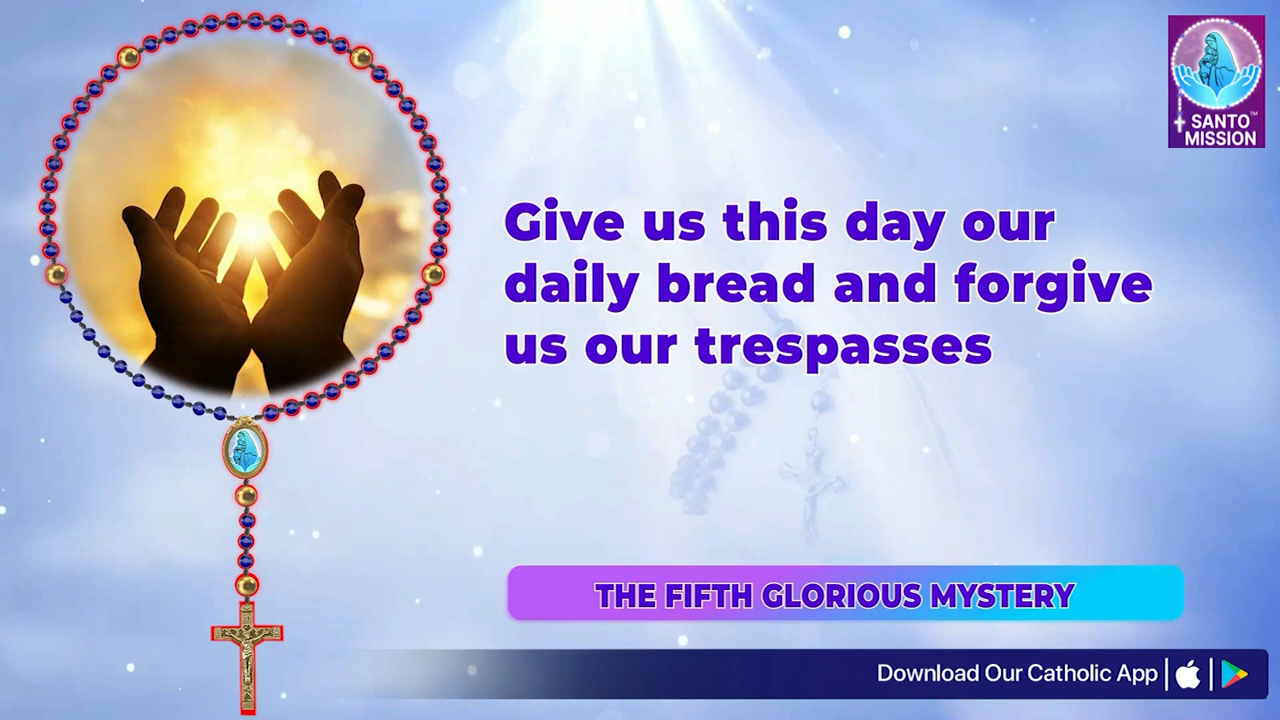 SANTO™
MISSION
Give us this day our
daily bread and forgive
us our trespasses
THE FIFTH GLORIOUS MYSTERY
Download Our Catholic App